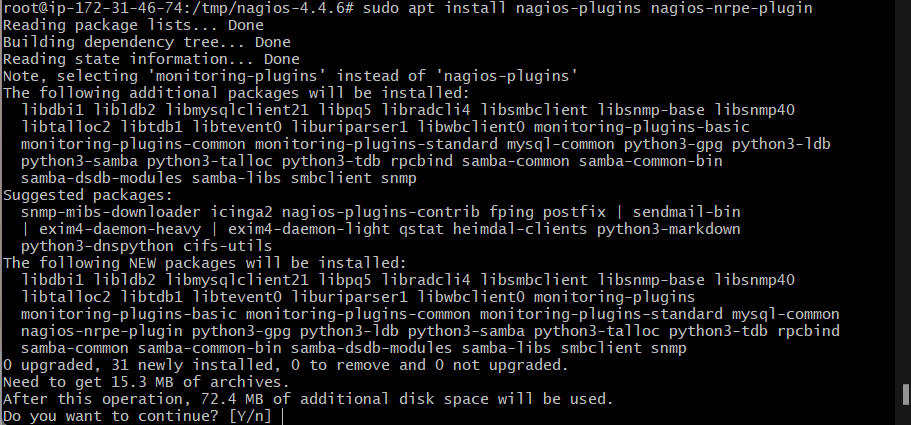 root@ip-172-31-46-74:/tmp/nagios-4.4.6# sudo apt install nagios-plugins nagios-nrpe-plugin
Reading package lists... Done
Building dependency tree... Done
Reading state information... Done
Note, selecting 'monitoring-plugins' instead of 'nagios-plugins'
The following additional packages will be installed:
  libdbi1 libldb2 libmysqlclient21 libpq5 libradcli4 libsmbclient libsnmp-base libsnmp40
  libtalloc2 libtdb1 libtevent0 liburiparser1 libwbclient0 monitoring-plugins-basic
  monitoring-plugins-common monitoring-plugins-standard mysql-common python3-gpg python3-ldb
  python3-samba python3-talloc python3-tdb rpcbind samba-common samba-common-bin
  samba-dsdb-modules samba-libs smbclient snmp
Suggested packages:
  snmp-mibs-downloader icinga2 nagios-plugins-contrib fping postfix | sendmail-bin
  | exim4-daemon-heavy | exim4-daemon-light qstat heimdal-clients python3-markdown
  python3-dnspython cifs-utils
The following NEW packages will be installed:
  libdbi1 libldb2 libmysqlclient21 libpq5 libradcli4 libsmbclient libsnmp-base libsnmp40
  libtalloc2 libtdb1 libtevent0 liburiparser1 libwbclient0 monitoring-plugins
  monitoring-plugins-basic monitoring-plugins-common monitoring-plugins-standard mysql-common
  nagios-nrpe-plugin python3-gpg python3-ldb python3-samba python3-talloc python3-tdb rpcbind
  samba-common samba-common-bin samba-dsdb-modules samba-libs smbclient snmp
0 upgraded, 31 newly installed, 0 to remove and 0 not upgraded.
Need to get 15.3 MB of archives.
After this operation, 72.4 MB of additional disk space will be used.
Do you want to continue? [Y/n]